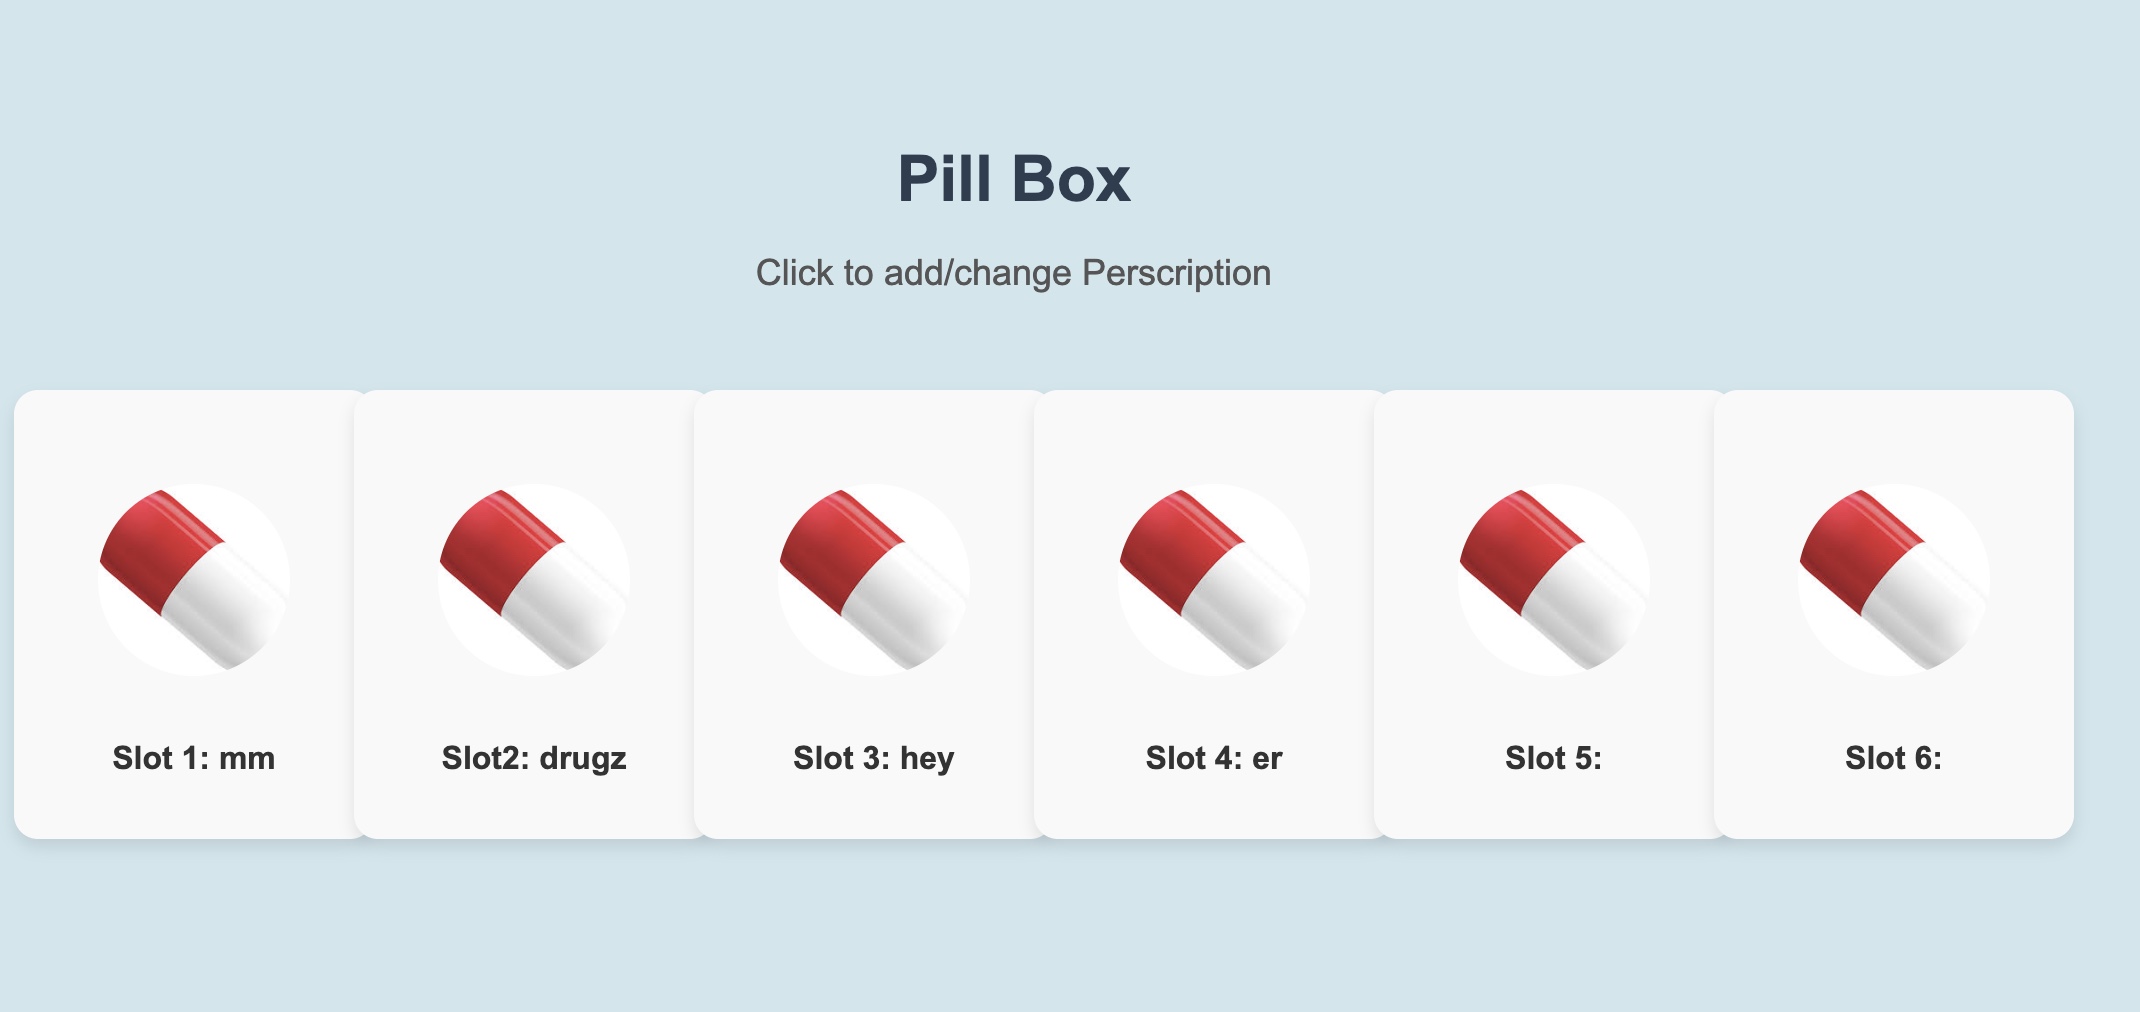 Pill Box
Click to add/change Perscription
Slot 1: mm
Slot2: drugz
Slot 3: hey
Slot 4: er
Slot 5:
Slot 6: